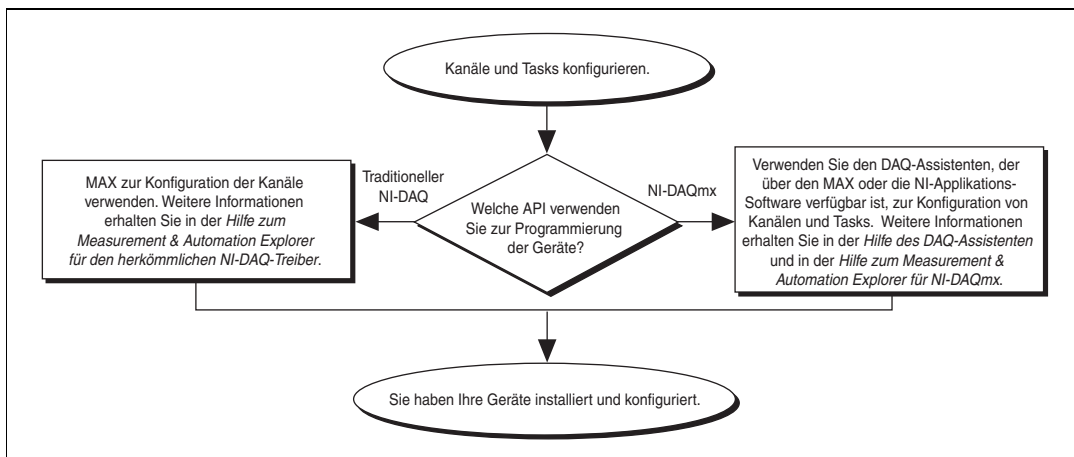 Kanäle und Tasks konfigurieren.
Traditioneller
NI-DAQ
NI-DAQmx
Welche API verwenden
Sie zur Programmierung
der Geräte?
MAX zur Konfiguration der Kanäle
verwenden. Weitere Informationen
erhalten Sie in der Hilfe zum
Measurement & Automation Explorer
für den herkömmlichen NI-DAQ-Treiber.
Verwenden Sie den DAQ-Assistenten, der
über den MAX oder die NI-Applikations-
Software verfügbar ist, zur Konfiguration von
Kanälen und Tasks. Weitere Informationen
erhalten Sie in der Hilfe des DAQ-Assistenten
und in der Hilfe zum Measurement &
Automation Explorer für NI-DAQmx.
Sie haben Ihre Geräte installiert und konfiguriert.